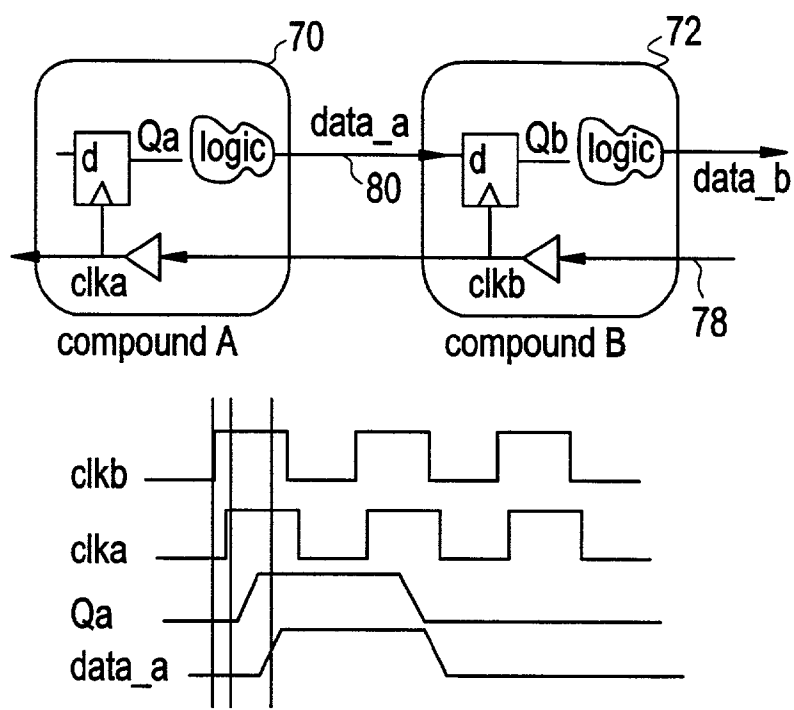 70
72
Qa
logic
data_a
Qb
logic
d
80
d
data_b
clka
clkb
78
compound A
compound B
clkb
clka
Qa
data_a